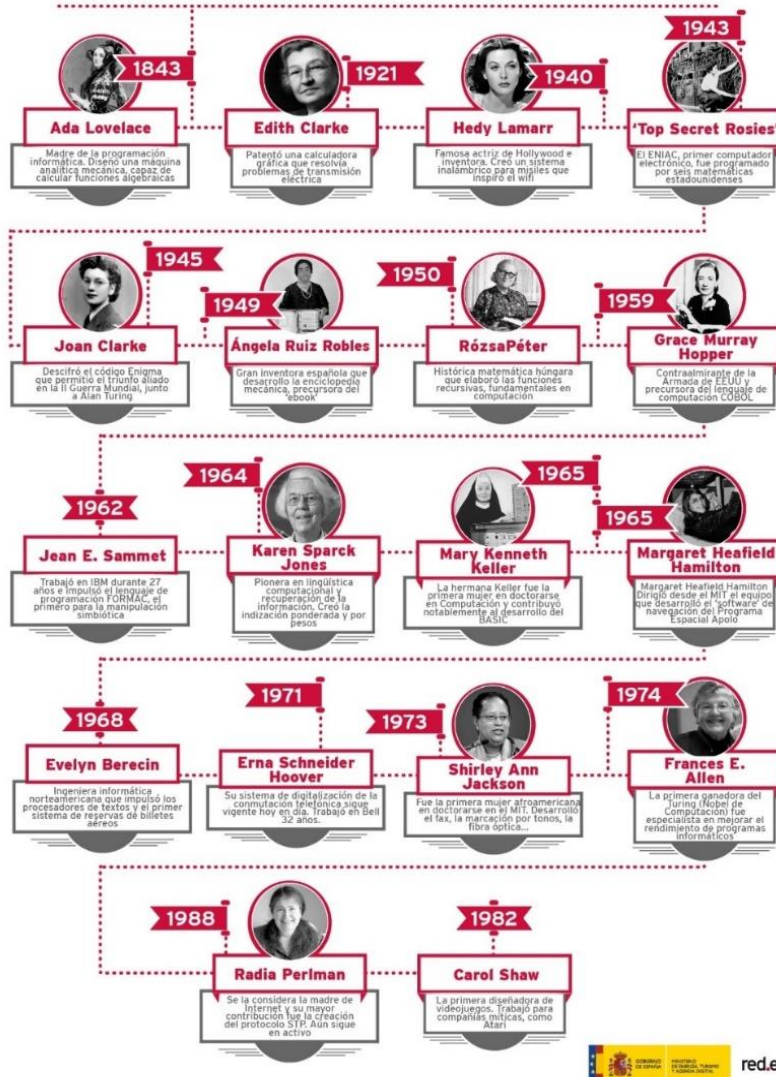 1843
Ada Lovelace
Madre de la programación
informática. Diseñó una máquina
analítica mecánica, capaz de
calcular funciones algebraicas
1921
Edith Clarke
Patentó una calculadora
gráfica que resolvía
problemas de transmisión
eléctrica
1940
Hedy Lamarr
Famosa actriz de Hollywood e
inventora. Creó un sistema
inalámbrico para misiles que
inspiró el wifi
1943
'Top Secret Rosies'
El ENIAC, primer computador
electrónico, fue programado
por seis matemáticas
estadounidenses
1945
Joan Clarke
Descifró el código Enigma
que permitió el triunfo aliado
en la II Guerra Mundial, junto
a Alan Turing
1949
Ángela Ruiz Robles
Gran inventora española que
desarrollo la enciclopedia
mecánica, precursora del
'ebook'
1950
RózsaPéter
Histórica matemática húngara
que elaboró las funciones
recursivas, fundamentales en
computación
1959
Grace Murray
Hopper
Contraalmirante de la
Armada de EEUU y
precursora del lenguaje de
computación COBOL
1962
Jean E. Sammet
Trabajó en IBM durante 27
años e impulsó el lenguaje de
programación FORMAC, el
primero para la manipulación
simbiótica
1964
Karen Sparck
Jones
Pionera en lingüística
computacional y
recuperación de la
información. Creó la
indización ponderada y por
pesos
1965
Mary Kenneth
Keller
La hermana Keller fue la
primera mujer en doctorarse
en Computación y contribuyó
notablemente al desarrollo del
BASIC
1965
Margaret Heafield
Hamilton
Margaret Heafield Hamilton
Dirigió desde el MIT el equipo
que desarrolló el 'software' de
navegación del Programa
Espacial Apolo
1968
Evelyn Berecin
Ingeniera informática
norteamericana que impulsó los
procesadores de textos y el primer
sistema de reservas de billetes
aéreos
1971
Erna Schneider
Hoover
Su sistema de digitalización de la
conmutación telefónica sigue
vigente hoy en día. Trabajó en Bell
32 años.
1973
Shirley Ann
Jackson
Fue la primera mujer afroamericana
en doctorarse en el MIT. Desarrolló
el fax, la marcación por tonos, la
fibra óptica...
1974
Frances E.
Allen
La primera ganadora del
Turing (Nobel de
Computación) fue
especialista en mejorar el
rendimiento de programas
informáticos
1988
Radia Perlman
Se la considera la madre de
Internet y su mayor
contribución fue la creación
del protocolo STP. Aún sigue
en activo
1982
Carol Shaw
La primera diseñadora de
videojuegos. Trabajó para
compañías míticas, como
Atari
GOBIERNO
DE ESPAÑA
MINISTERIO
DE ENERGÍA, TURISMO
Y AGENDA DIGITAL
red.e